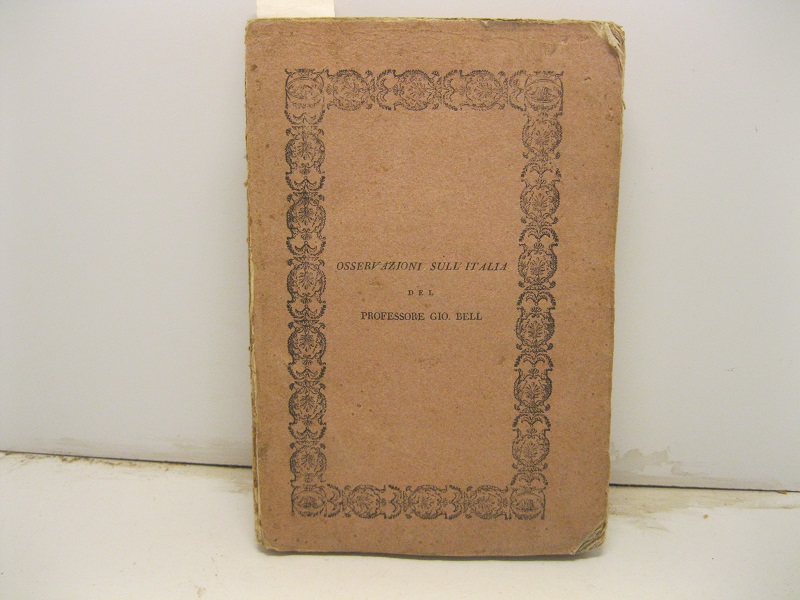 OSSERVAZIONI SULL' ITALIA
DEL
PROFESSORE GIO. BELL